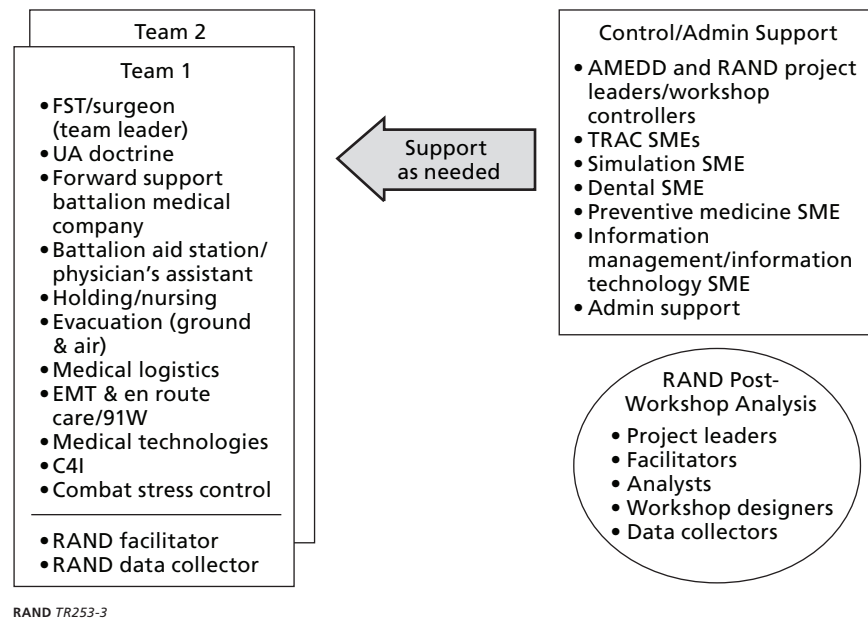 Team 2
Team 1
• FST/surgeon
(team leader)
• UA doctrine
• Forward support
battalion medical
company
• Battalion aid station/
physician's assistant
• Holding/nursing
• Evacuation (ground
& air)
• Medical logistics
• EMT & en route
care/91W
• Medical technologies
• C4I
• Combat stress control
• RAND facilitator
• RAND data collector
Support
as needed
Control/Admin Support
• AMEDD and RAND project
leaders/workshop
controllers
• TRAC SMEs
• Simulation SME
• Dental SME
• Preventive medicine SME
• Information
management/information
technology SME
• Admin support
RAND Post-
Workshop Analysis
• Project leaders
• Facilitators
• Analysts
• Workshop designers
• Data collectors
RAND TR253-3